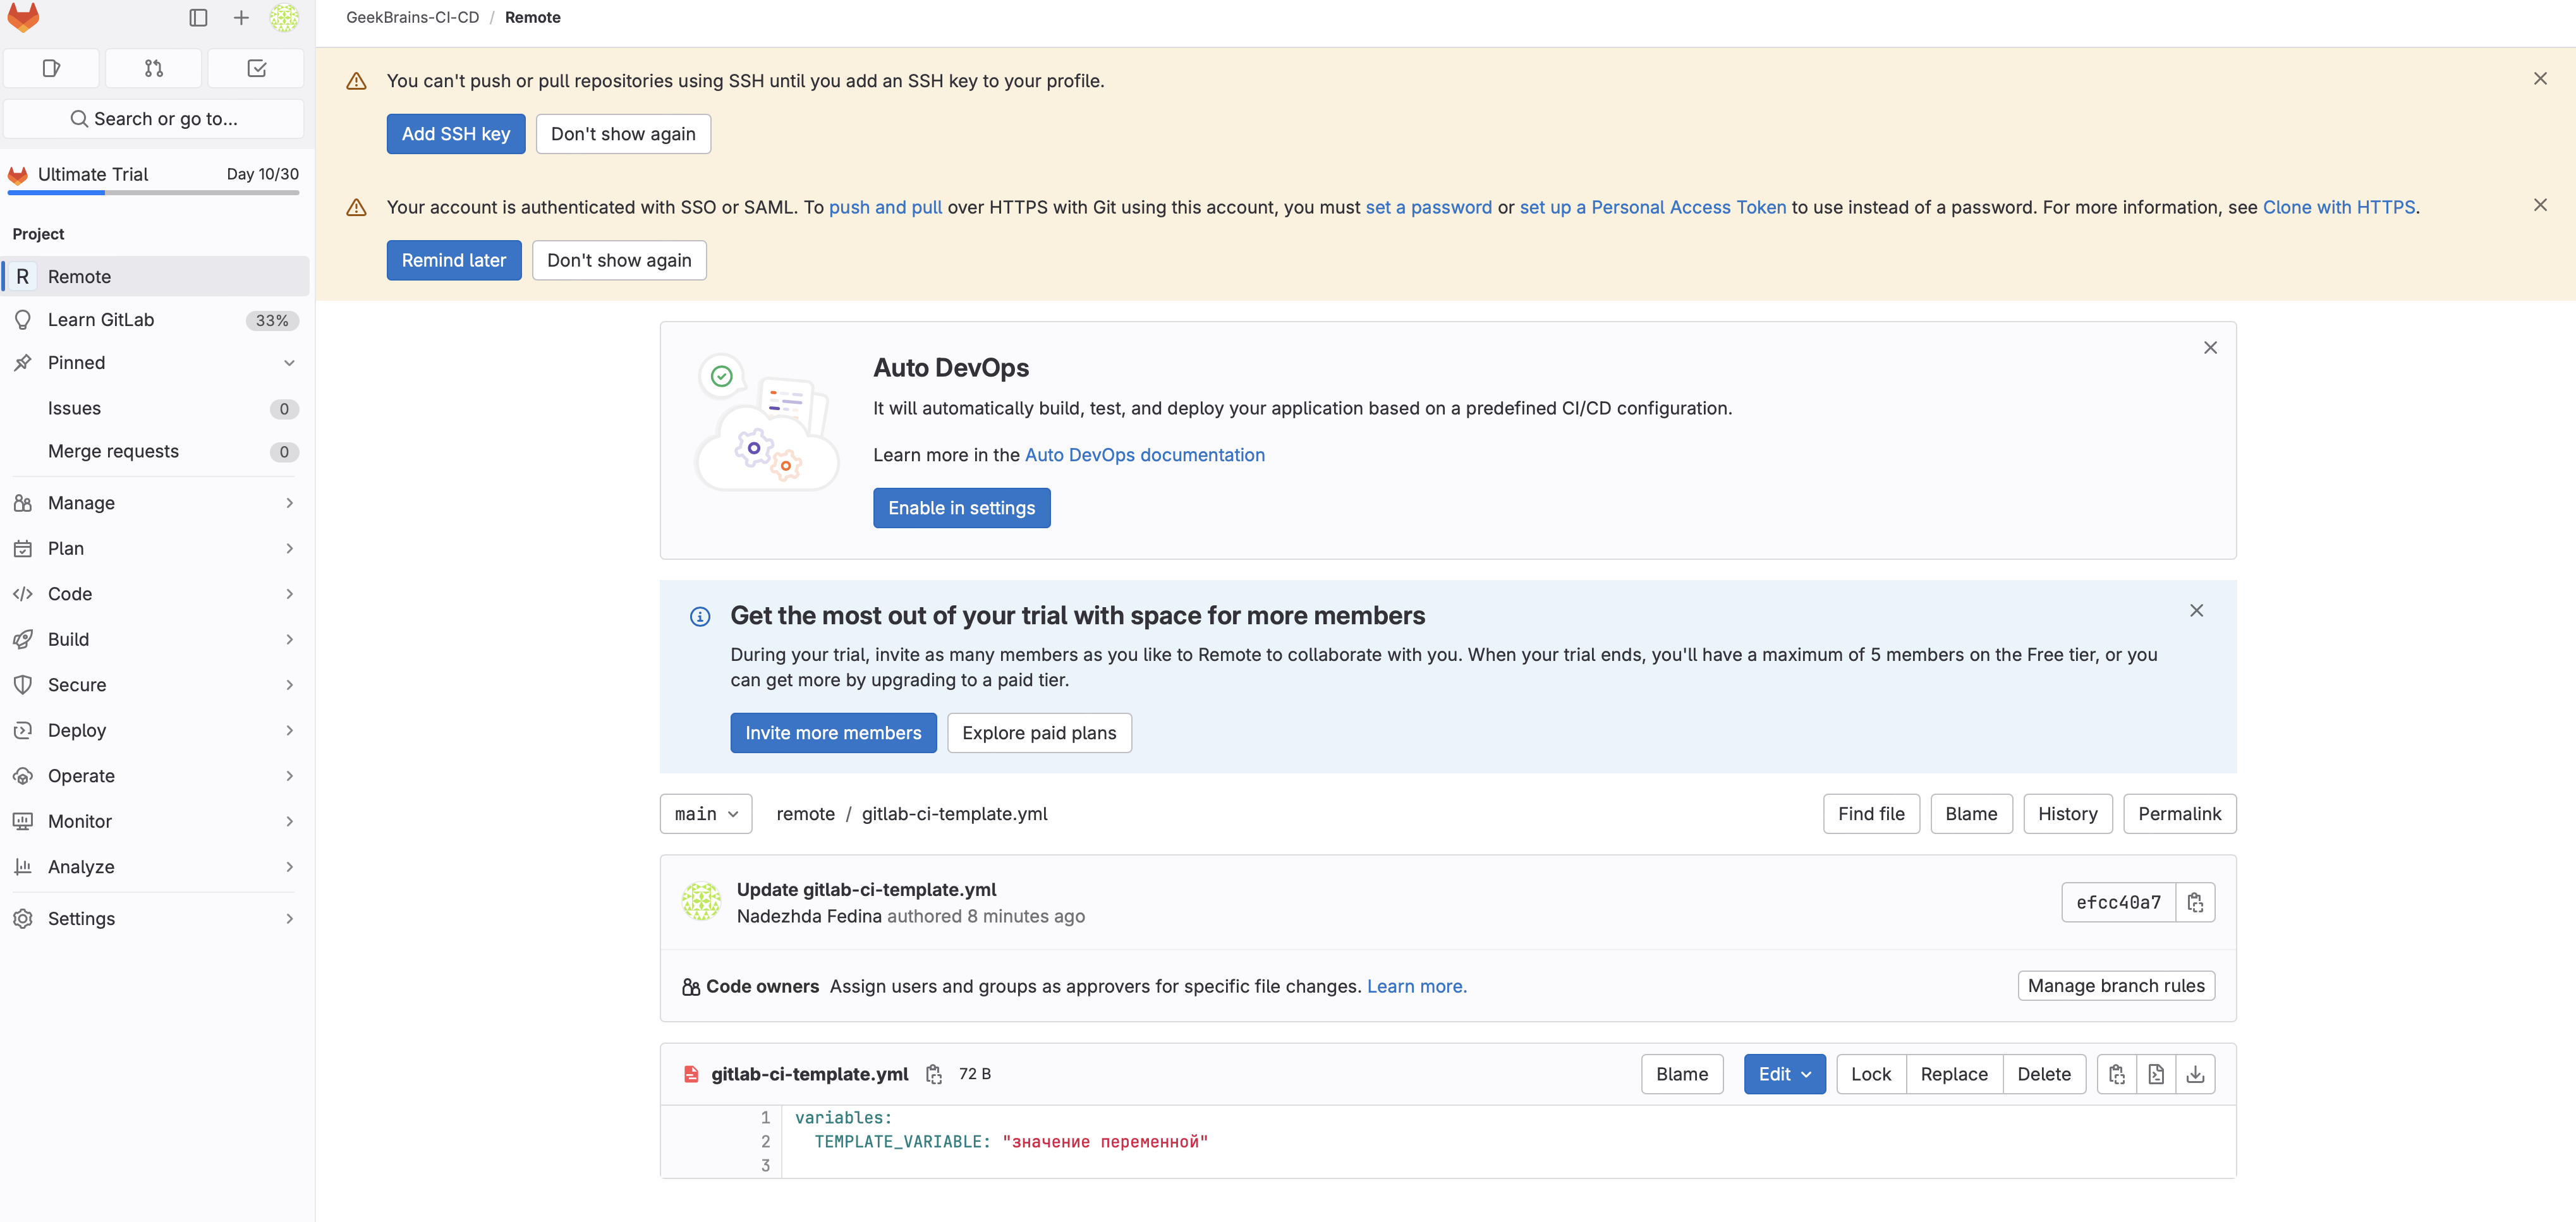 GeekBrains-CI-CD / Remote
Search or go to...
Ultimate Trial Day 10/30
Project
R Remote
Learn GitLab 33%
Pinned
Issues 0
Merge requests 0
Manage
Plan
Code
Build
Secure
Deploy
Operate
Monitor
Analyze
Settings
You can't push or pull repositories using SSH until you add an SSH key to your profile.
Add SSH key Don't show again
Your account is authenticated with SSO or SAML. To push and pull over HTTPS with Git using this account, you must set a password or set up a Personal Access Token to use instead of a password. For more information, see Clone with HTTPS.
Remind later Don't show again
Auto DevOps
It will automatically build, test, and deploy your application based on a predefined CI/CD configuration.
Learn more in the Auto DevOps documentation
Enable in settings
Get the most out of your trial with space for more members
During your trial, invite as many members as you like to Remote to collaborate with you. When your trial ends, you'll have a maximum of 5 members on the Free tier, or you
can get more by upgrading to a paid tier.
Invite more members Explore paid plans
main remote / gitlab-ci-template.yml Find file Blame History Permalink
Update gitlab-ci-template.yml
Nadezhda Fedina authored 8 minutes ago
efcc40a7
Code owners Assign users and groups as approvers for specific file changes. Learn more. Manage branch rules
gitlab-ci-template.yml 72 B Blame Edit Lock Replace Delete
1 variables:
2 TEMPLATE_VARIABLE: "значение переменной"
3